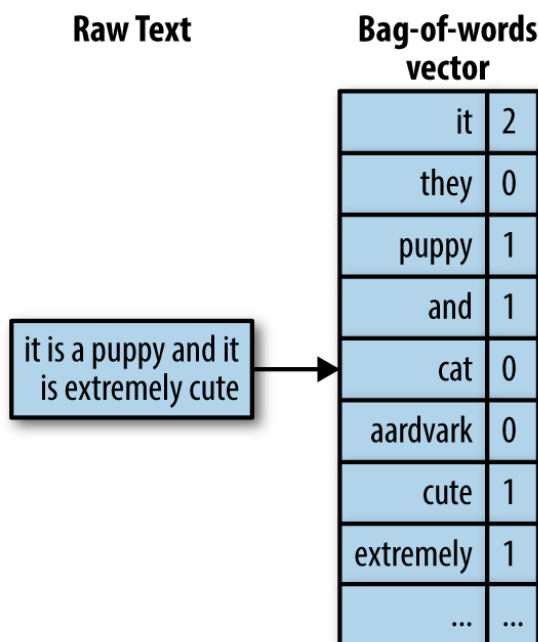 Raw Text
Bag-of-words
vector
it is a puppy and it
is extremely cute
it 2
they 0
puppy 1
and 1
cat 0
aardvark 0
cute 1
extremely 1
... ...